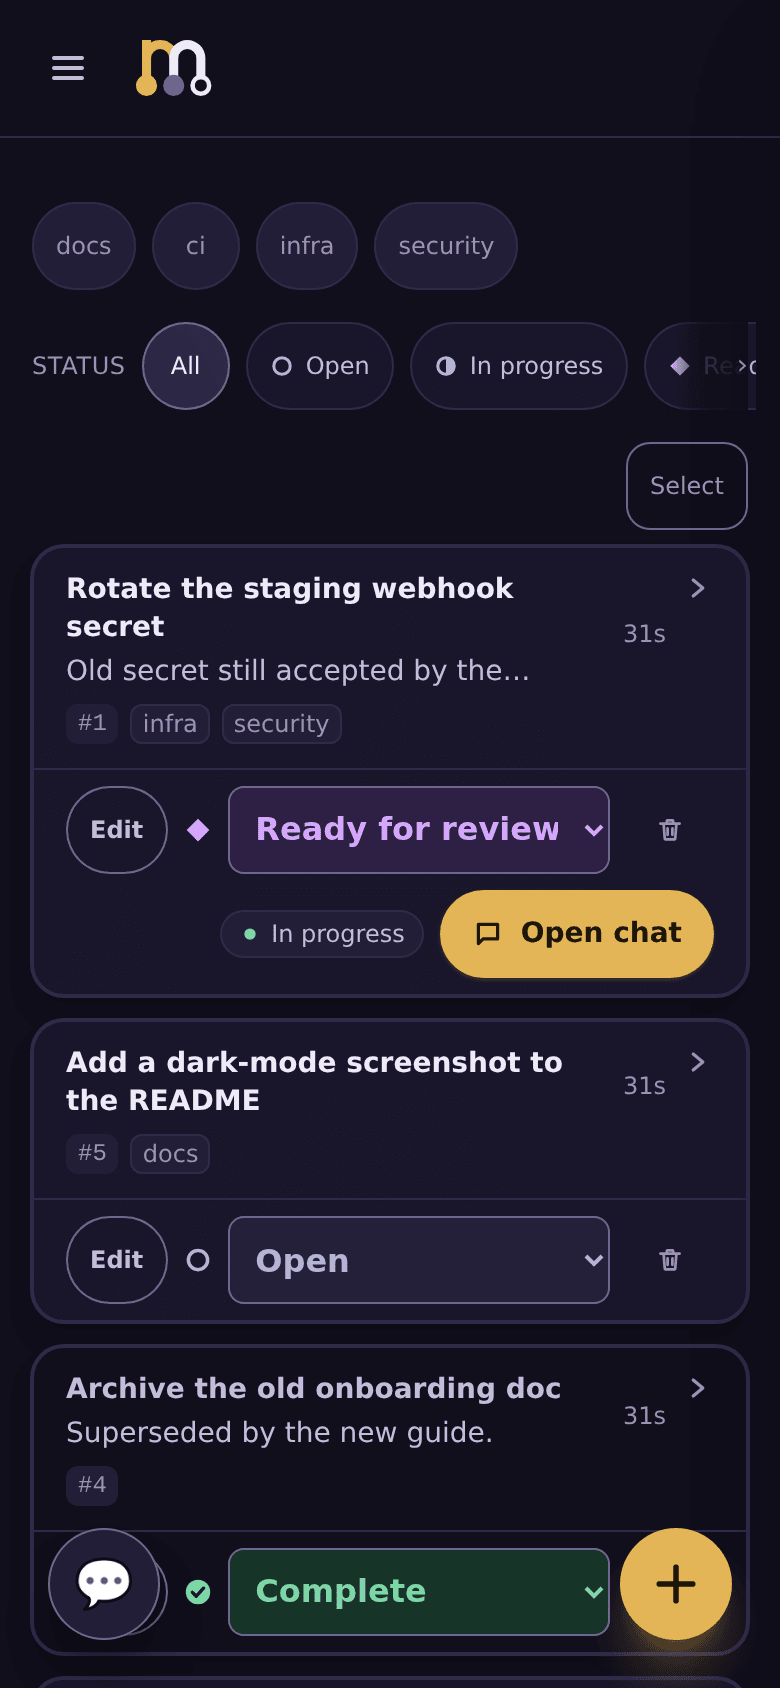 docs ci infra security
STATUS All Open In progress
Select
Rotate the staging webhook
secret
31s
Old secret still accepted by the…
#1 infra security
Edit Ready for review
In progress Open chat
Add a dark-mode screenshot to
the README
31s
#5 docs
Edit Open
Archive the old onboarding doc
31s
Superseded by the new guide.
#4
Complete